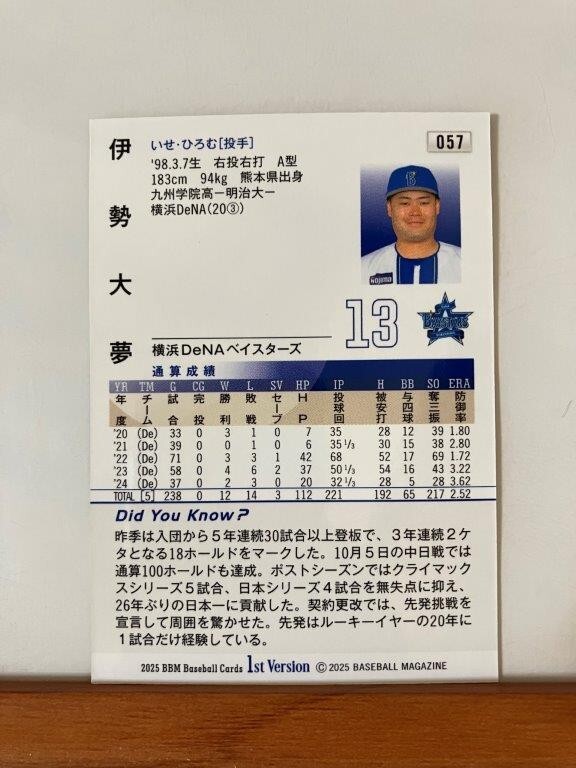 伊勢大夢
いせ・ひろむ[投手]
'98.3.7生 右投右打 A型
183cm 94kg 熊本県出身
九州学院高－明治大－
横浜DeNA(20③)
057
B
nojima
13
BAYSTARS
横浜DeNAベイスターズ
通算成績
YR TM G CG W L SV HP IP H BB SO ERA
年度 チーム 試合 完投 勝利 敗戦 セーブ HP 投球回 被安打 与四球 奪三振 防御率
'20 (De) 33 0 3 1 0 7 35 28 12 39 1.80
'21 (De) 39 0 0 1 0 6 35 1/3 30 15 38 2.80
'22 (De) 71 0 3 3 1 42 68 52 17 69 1.72
'23 (De) 58 0 4 6 2 37 50 1/3 54 16 43 3.22
'24 (De) 37 0 2 3 0 20 32 1/3 28 5 28 3.62
TOTAL [5] 238 0 12 14 3 112 221 192 65 217 2.52
Did You Know?
昨季は入団から5年連続30試合以上登板で、3年連続2ケ
タとなる18ホールドをマークした。10月5日の中日戦では
通算100ホールドも達成。ポストシーズンではクライマック
スシリーズ5試合、日本シリーズ4試合を無失点に抑え、
26年ぶりの日本一に貢献した。契約更改では、先発挑戦を
宣言して周囲を驚かせた。先発はルーキーイヤーの20年に
1試合だけ経験している。
2025 BBM Baseball Cards 1st Version © 2025 BASEBALL MAGAZINE